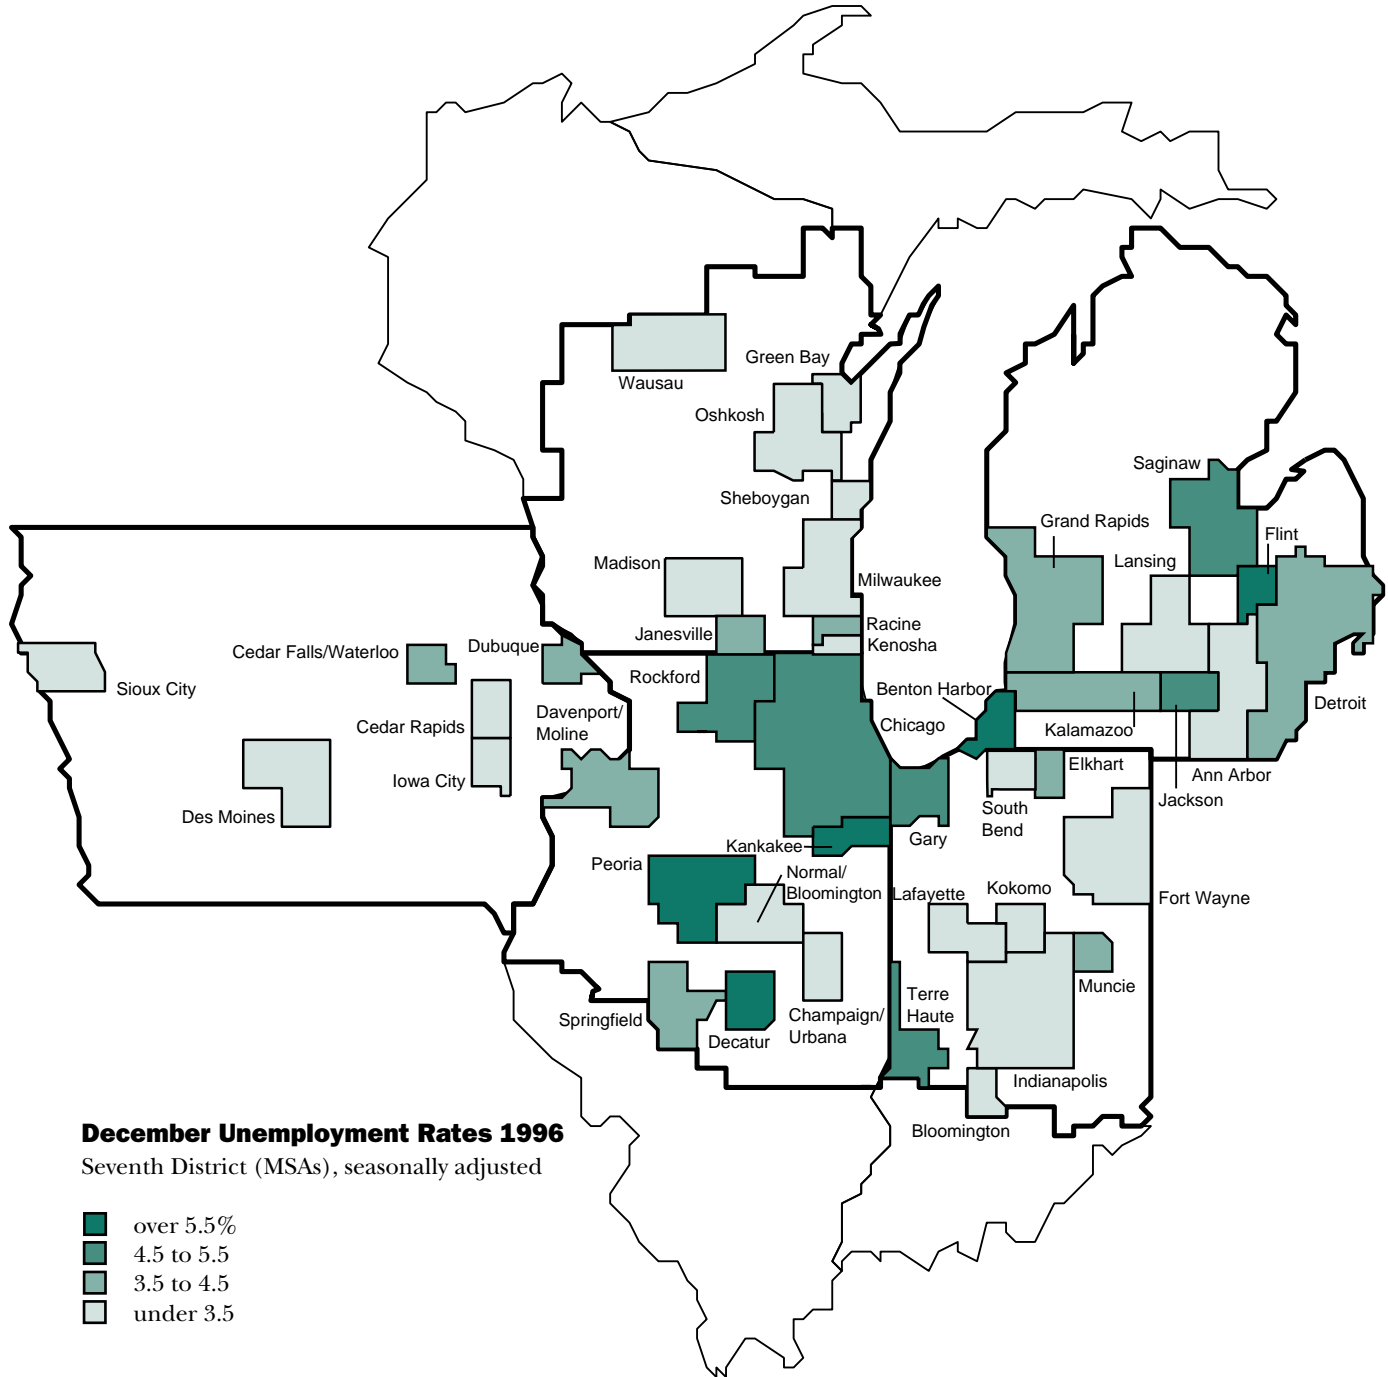 Green Bay
Wausau
Oshkosh
Saginaw
Sheboygan
Grand Rapids
Flint
Lansing
Madison
Milwaukee
Janesville
Racine
Kenosha
Cedar Falls/Waterloo
Dubuque
Rockford
Sioux City
Benton Harbor
Detroit
Davenport/
Moline
Chicago
Cedar Rapids
Kalamazoo
Elkhart
Ann Arbor
Iowa City
Jackson
South
Bend
Des Moines
Gary
Kankakee
Peoria
Normal/
Bloomington
Lafayette
Kokomo
Fort Wayne
Muncie
Terre
Haute
Springfield
Champaign/
Urbana
Decatur
Indianapolis
Bloomington
December Unemployment Rates 1996
Seventh District (MSAs), seasonally adjusted
over 5.5%
4.5 to 5.5
3.5 to 4.5
under 3.5